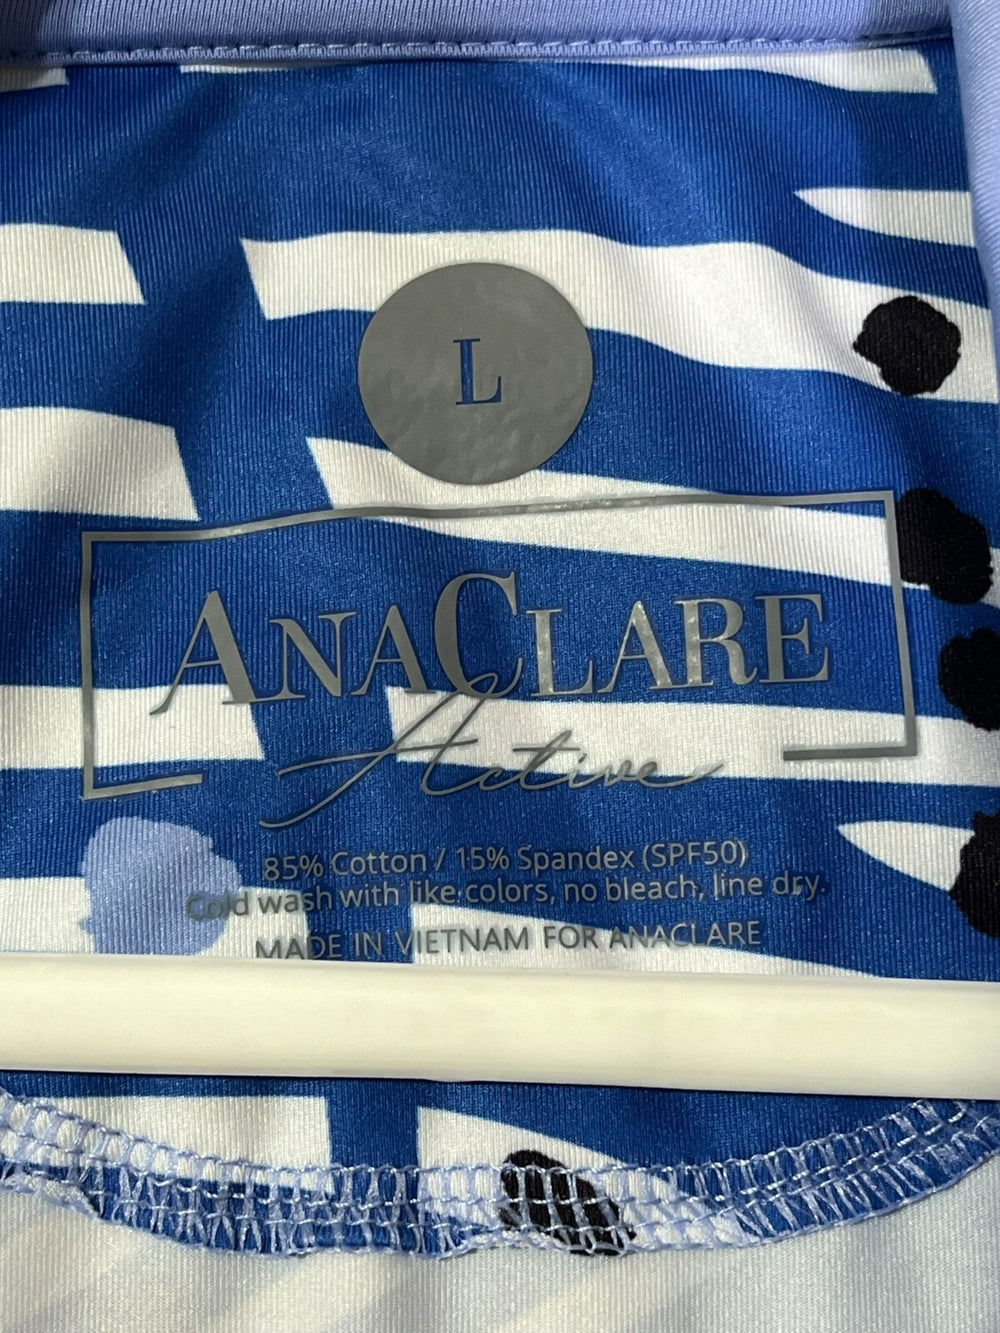 L
ANACLARE
Active
85% Cotton / 15% Spandex (SPF50)
Cold wash with like colors, no bleach, line dry.
MADE IN VIETNAM FOR ANACLARE